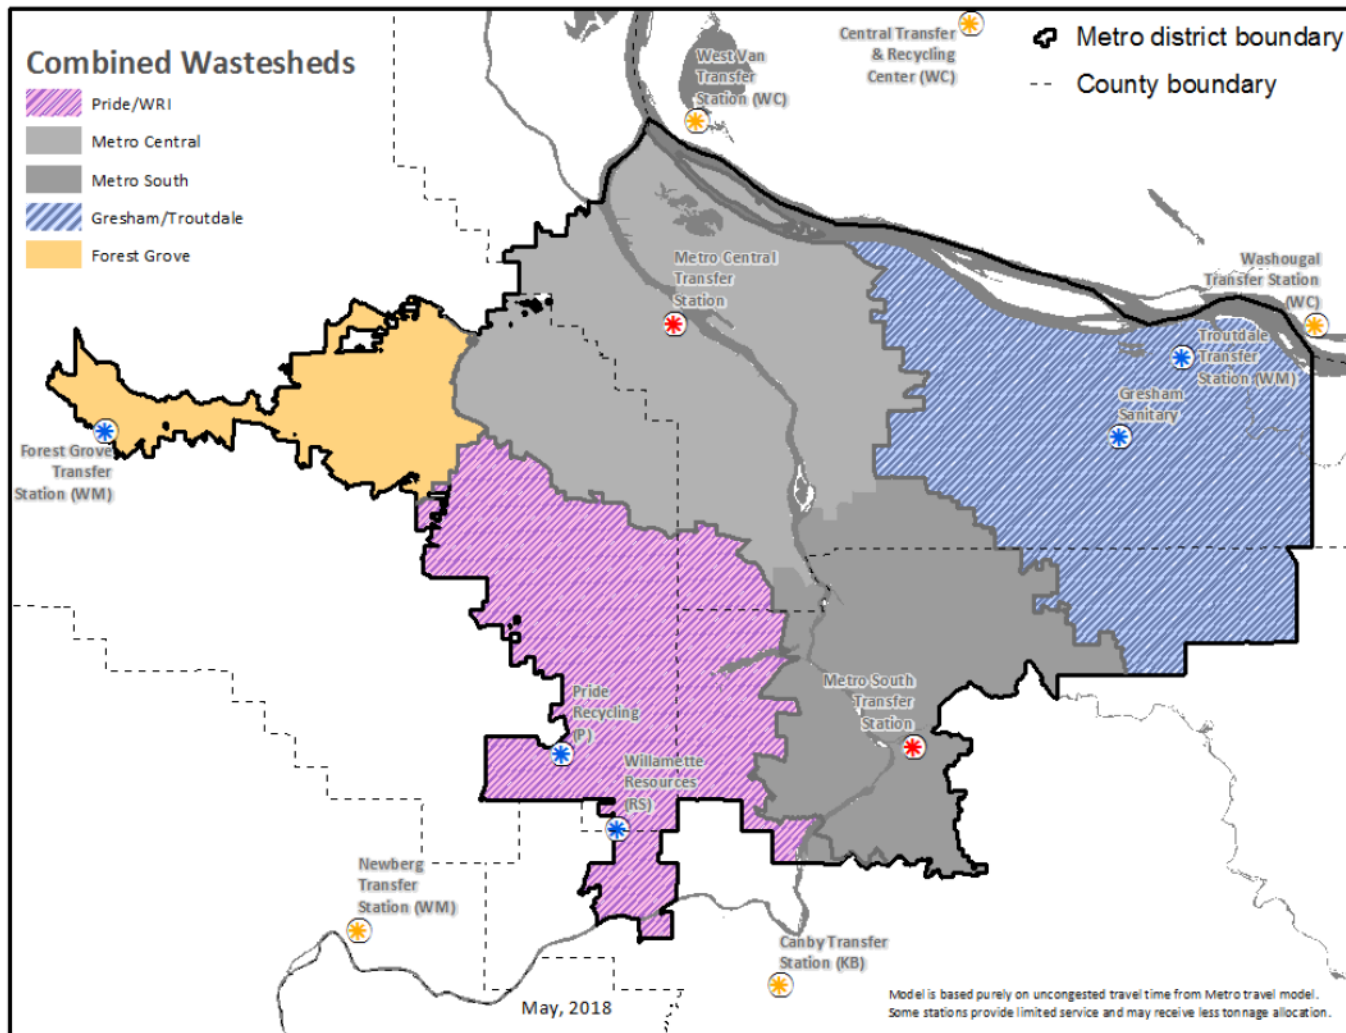 Combined Wastesheds
Pride/WRI
Metro Central
Metro South
Gresham/Troutdale
Forest Grove
West Van
Transfer
Station (WC)
Central Transfer
& Recycling
Center (WC)
Metro district boundary
County boundary
Metro Central
Transfer
Station
Washougal
Transfer Station
(WC)
Troutdale
Transfer
Station (WM)
Gresham
Sanitary
Forest Grove
Transfer
Station (WM)
Metro South
Transfer
Station
Pride
Recycling
(P)
Willamette
Resources
(RS)
Newberg
Transfer
Station (WM)
Canby Transfer
Station (KB)
May, 2018
Model is based purely on uncongested travel time from Metro travel model.
Some stations provide limited service and may receive less tonnage allocation.